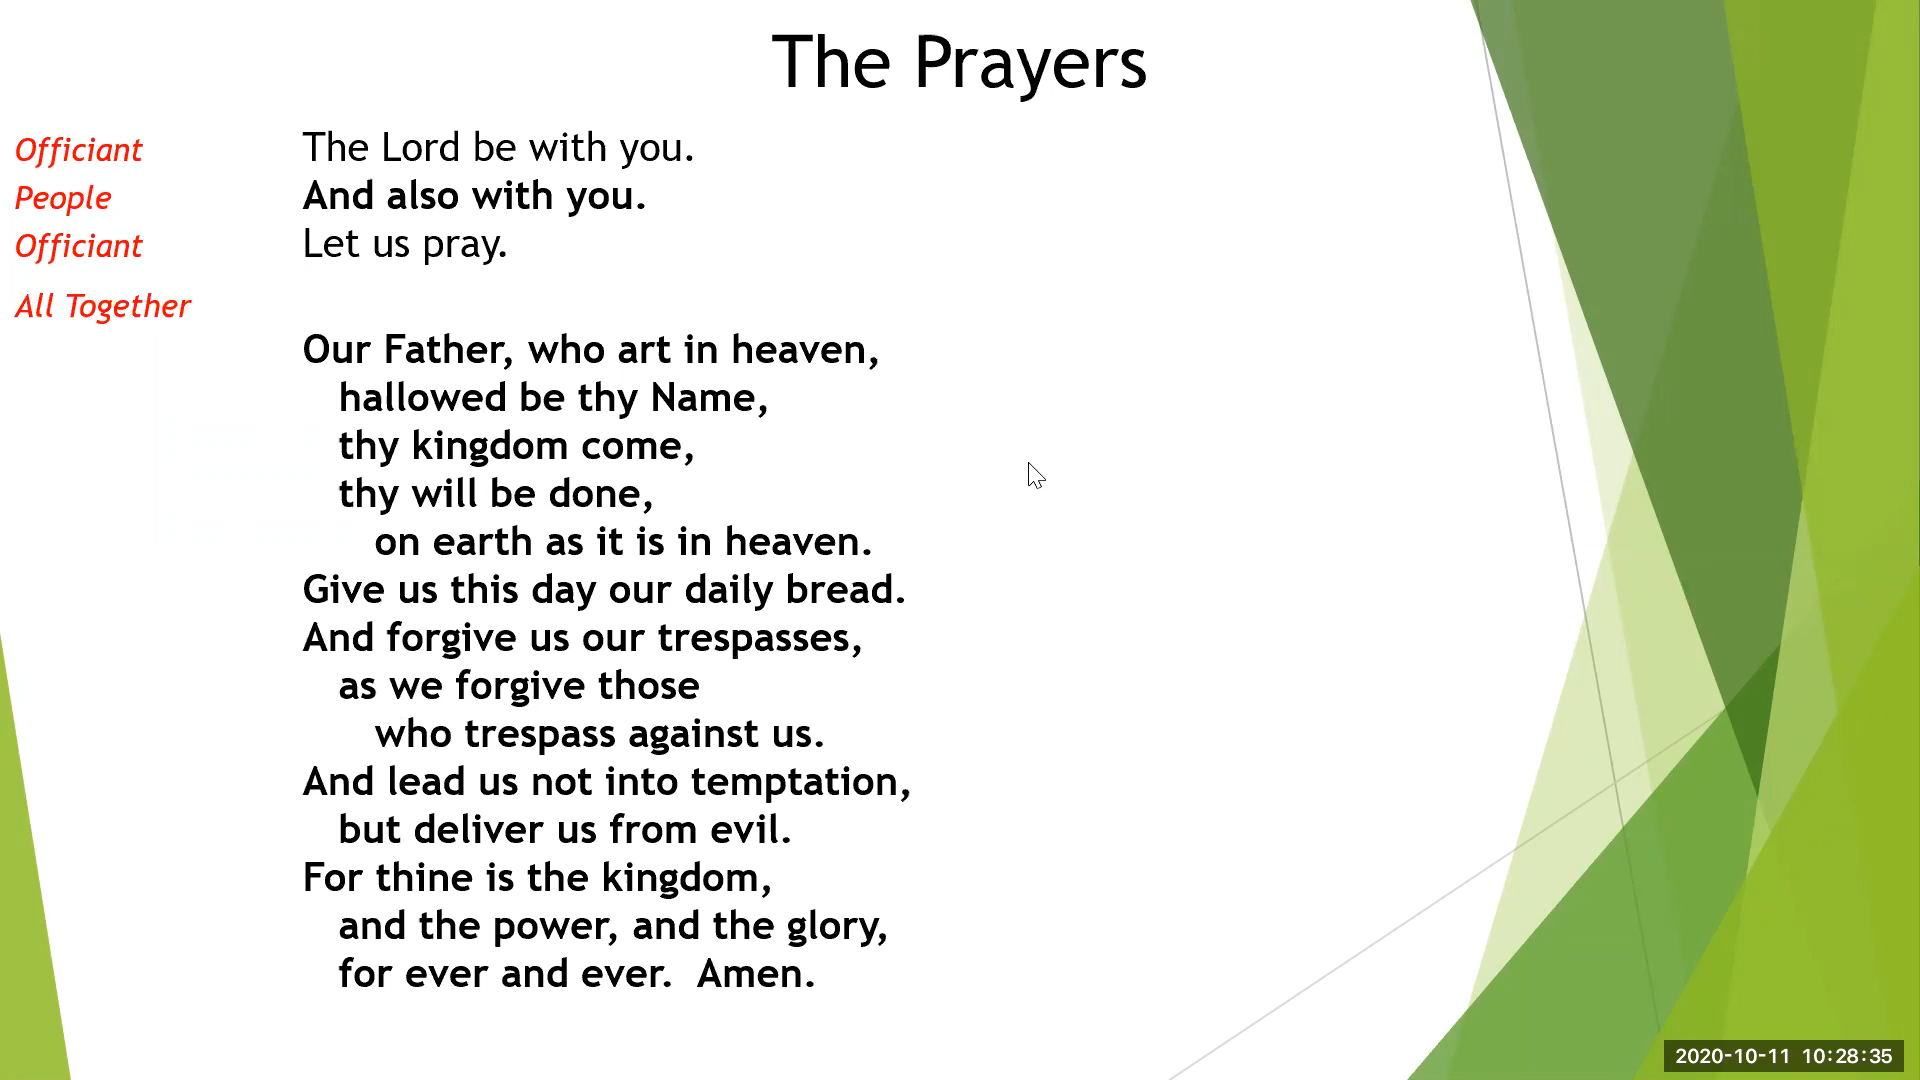 The Prayers
Officiant The Lord be with you.
People And also with you.
Officiant Let us pray.
All Together
Our Father, who art in heaven,
hallowed be thy Name,
thy kingdom come,
thy will be done,
on earth as it is in heaven.
Give us this day our daily bread.
And forgive us our trespasses,
as we forgive those
who trespass against us.
And lead us not into temptation,
but deliver us from evil.
For thine is the kingdom,
and the power, and the glory,
for ever and ever. Amen.
2020-10-11 10:28:35